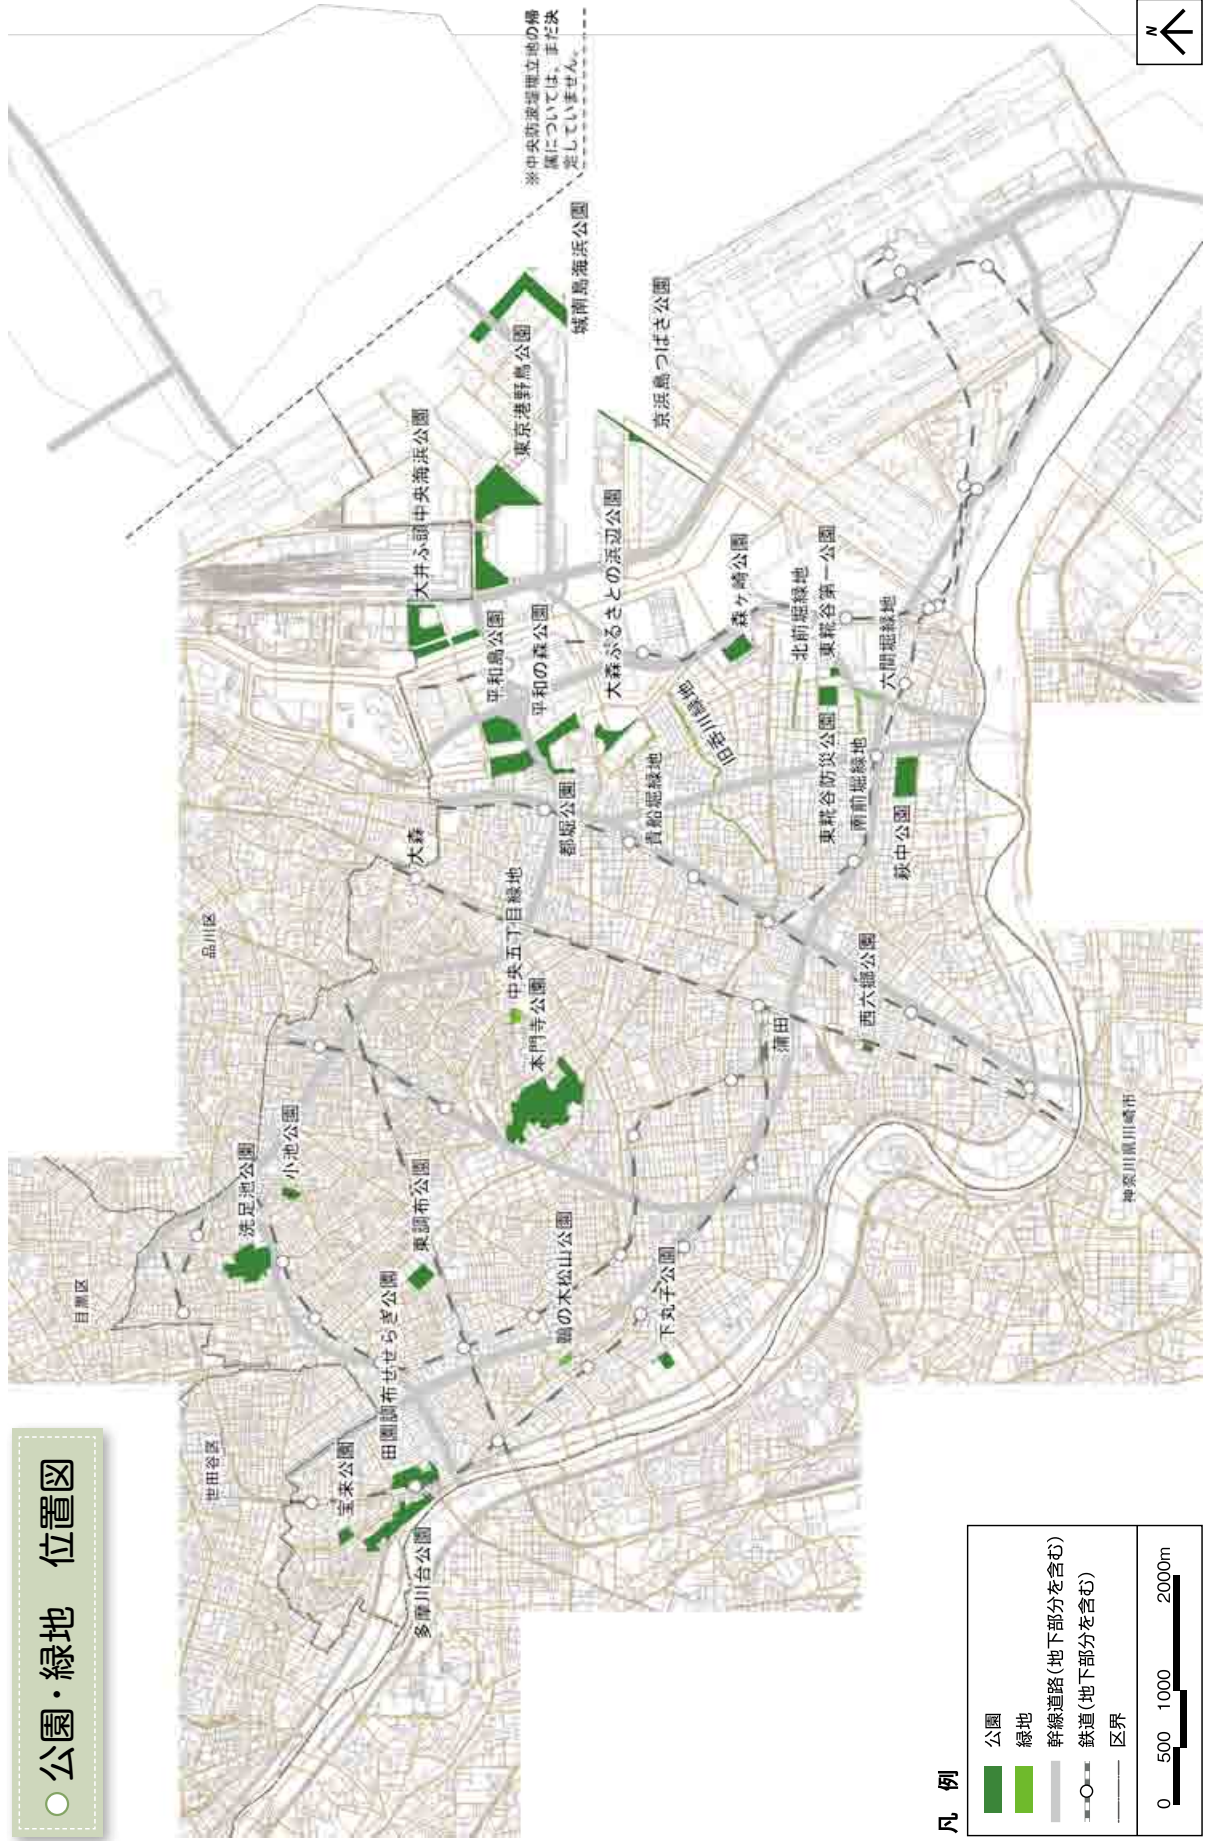 公園・緑地　位置図
※中央防波堤埋立地の帰
属については、まだ決
定していません。
N
目黒区
品川区
世田谷区
神奈川県川崎市
洗足池公園
小池公園
宝来公園
田園調布せせらぎ公園
多摩川台公園
東調布公園
鵜の木松山公園
下丸子公園
本門寺公園
中央五丁目緑地
大森
蒲田
西六郷公園
都堀公園
貴船堀緑地
平和島公園
平和の森公園
大井ふ頭中央海浜公園
東京港野鳥公園
城南島海浜公園
京浜島つばさ公園
大森ふるさとの浜辺公園
森ヶ崎公園
旧呑川緑地
北前堀緑地
東糀谷第一公園
六間堀緑地
東糀谷防災公園
南前堀緑地
萩中公園
凡　例
公園
緑地
幹線道路(地下部分を含む)
鉄道(地下部分を含む)
区界
0 500 1000 2000m